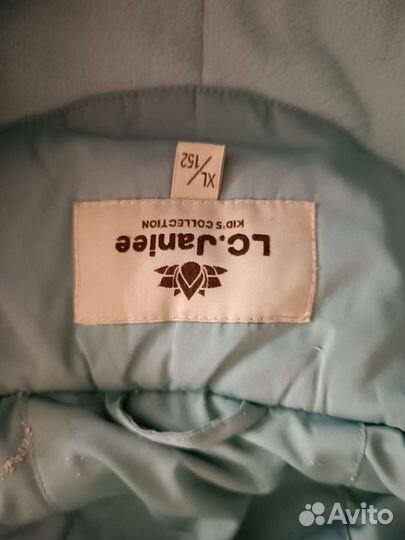 LC.Janiee
KID'S COLLECTION
XL/
152
Avito